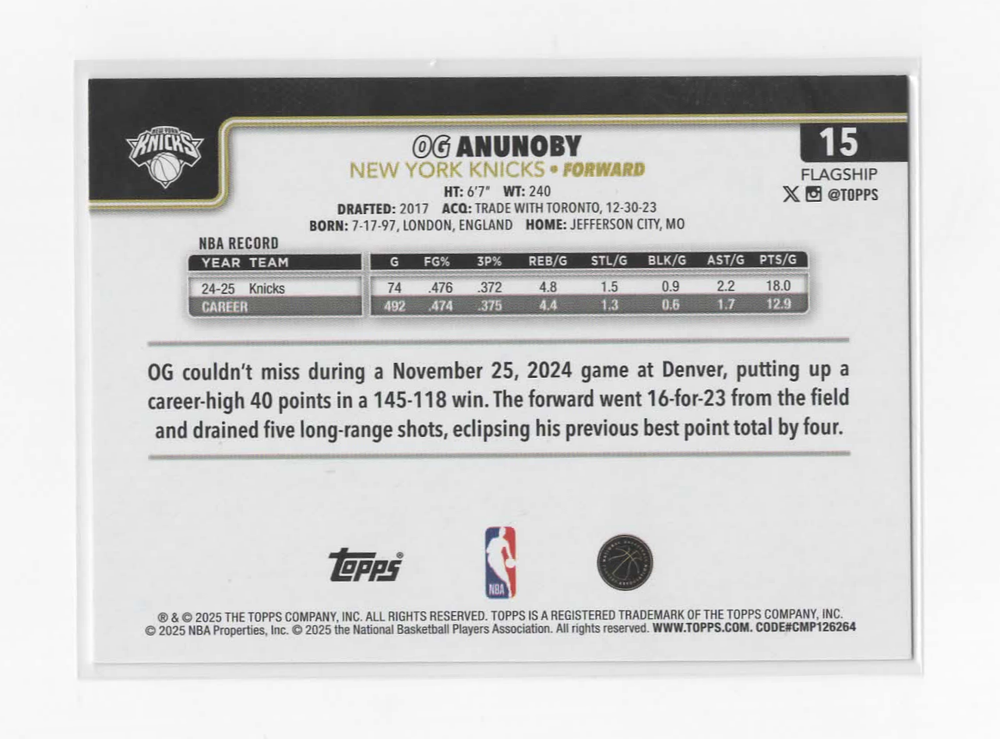 NEW YORK
KNICKS
OG ANUNOBY
15
NEW YORK KNICKS • FORWARD
FLAGSHIP
HT: 6'7" WT: 240
@TOPPS
DRAFTED: 2017 ACQ: TRADE WITH TORONTO, 12-30-23
BORN: 7-17-97, LONDON, ENGLAND HOME: JEFFERSON CITY, MO
NBA RECORD
YEAR TEAM G FG% 3P% REB/G STL/G BLK/G AST/G PTS/G
24-25 Knicks 74 .476 .372 4.8 1.5 0.9 2.2 18.0
CAREER 492 .474 .375 4.4 1.3 0.6 1.7 12.9
OG couldn't miss during a November 25, 2024 game at Denver, putting up a
career-high 40 points in a 145-118 win. The forward went 16-for-23 from the field
and drained five long-range shots, eclipsing his previous best point total by four.
Topps®
NBA
® & © 2025 THE TOPPS COMPANY, INC. ALL RIGHTS RESERVED. TOPPS IS A REGISTERED TRADEMARK OF THE TOPPS COMPANY, INC.
© 2025 NBA Properties, Inc. © 2025 the National Basketball Players Association. All rights reserved. WWW.TOPPS.COM. CODE#CMP126264